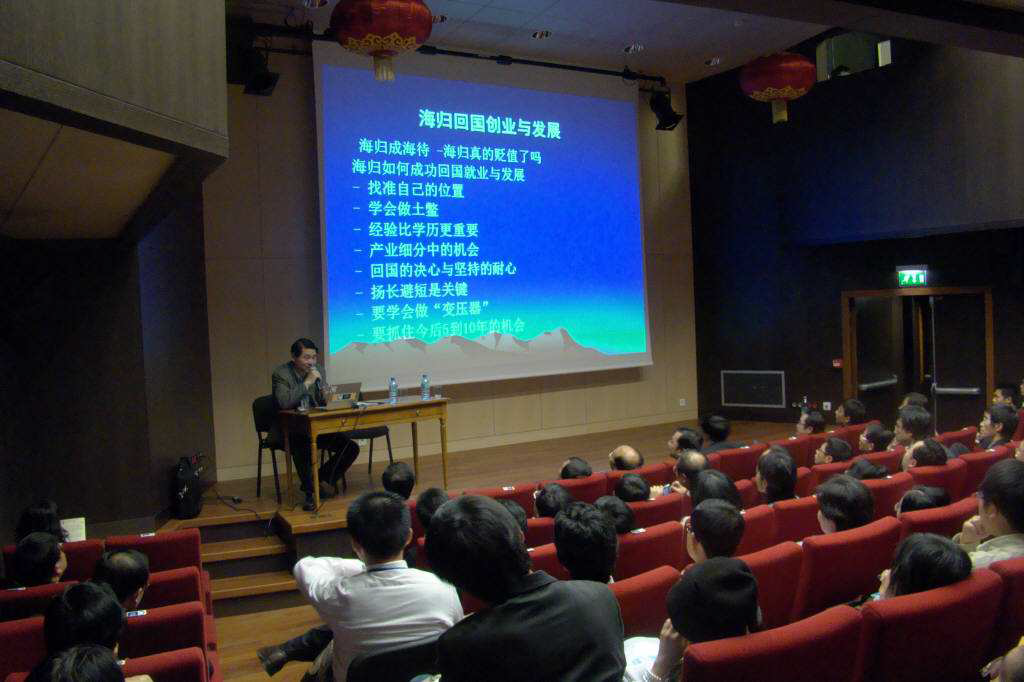 海归回国创业与发展
海归成海待 -海归真的贬值了吗
海归如何成功回国就业与发展
- 找准自己的位置
- 学会做土鳖
- 经验比学历更重要
- 产业细分中的机会
- 回国的决心与坚持的耐心
- 扬长避短是关键
- 要学会做“变压器”
- 要抓住今后5到10年的机会